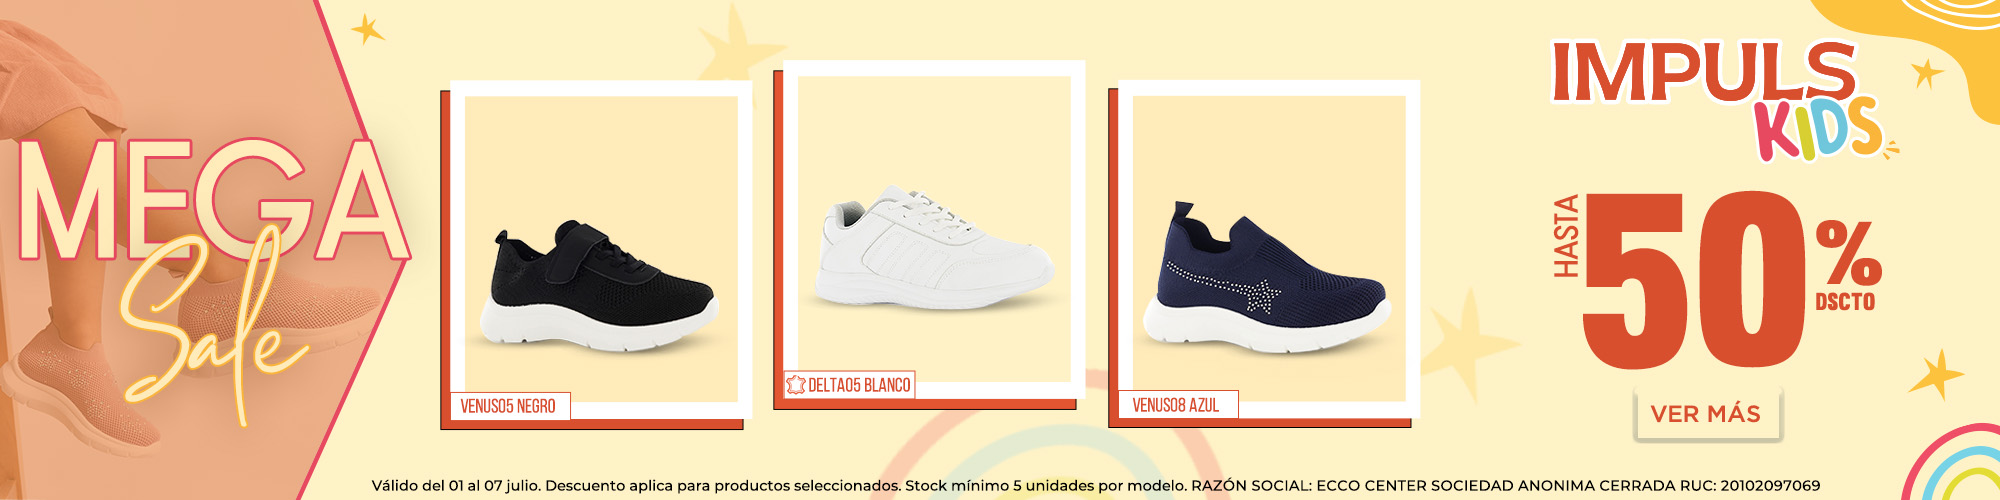 MEGA
Sale
VENUS05 NEGRO
DELTA05 BLANCO
VENUS08 AZUL
IMPULS
KIDS
HASTA
50%
DSCTO
VER MÁS
Válido del 01 al 07 julio. Descuento aplica para productos seleccionados. Stock mínimo 5 unidades por modelo. RAZÓN SOCIAL: ECCO CENTER SOCIEDAD ANONIMA CERRADA RUC: 20102097069